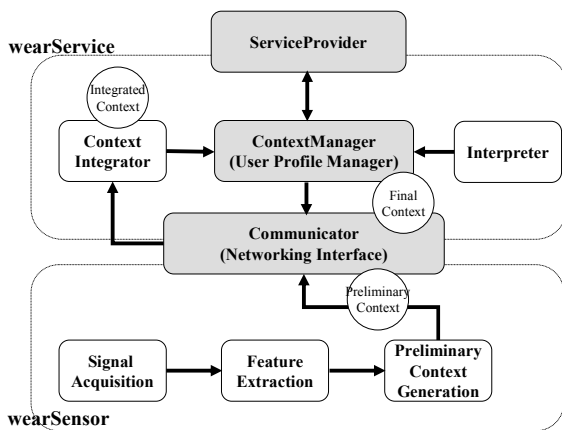 wearService
ServiceProvider
Integrated
Context
Context
Integrator
ContextManager
(User Profile Manager)
Interpreter
Final
Context
Communicator
(Networking Interface)
Preliminary
Context
Signal
Acquisition
Feature
Extraction
Preliminary
Context
Generation
wearSensor